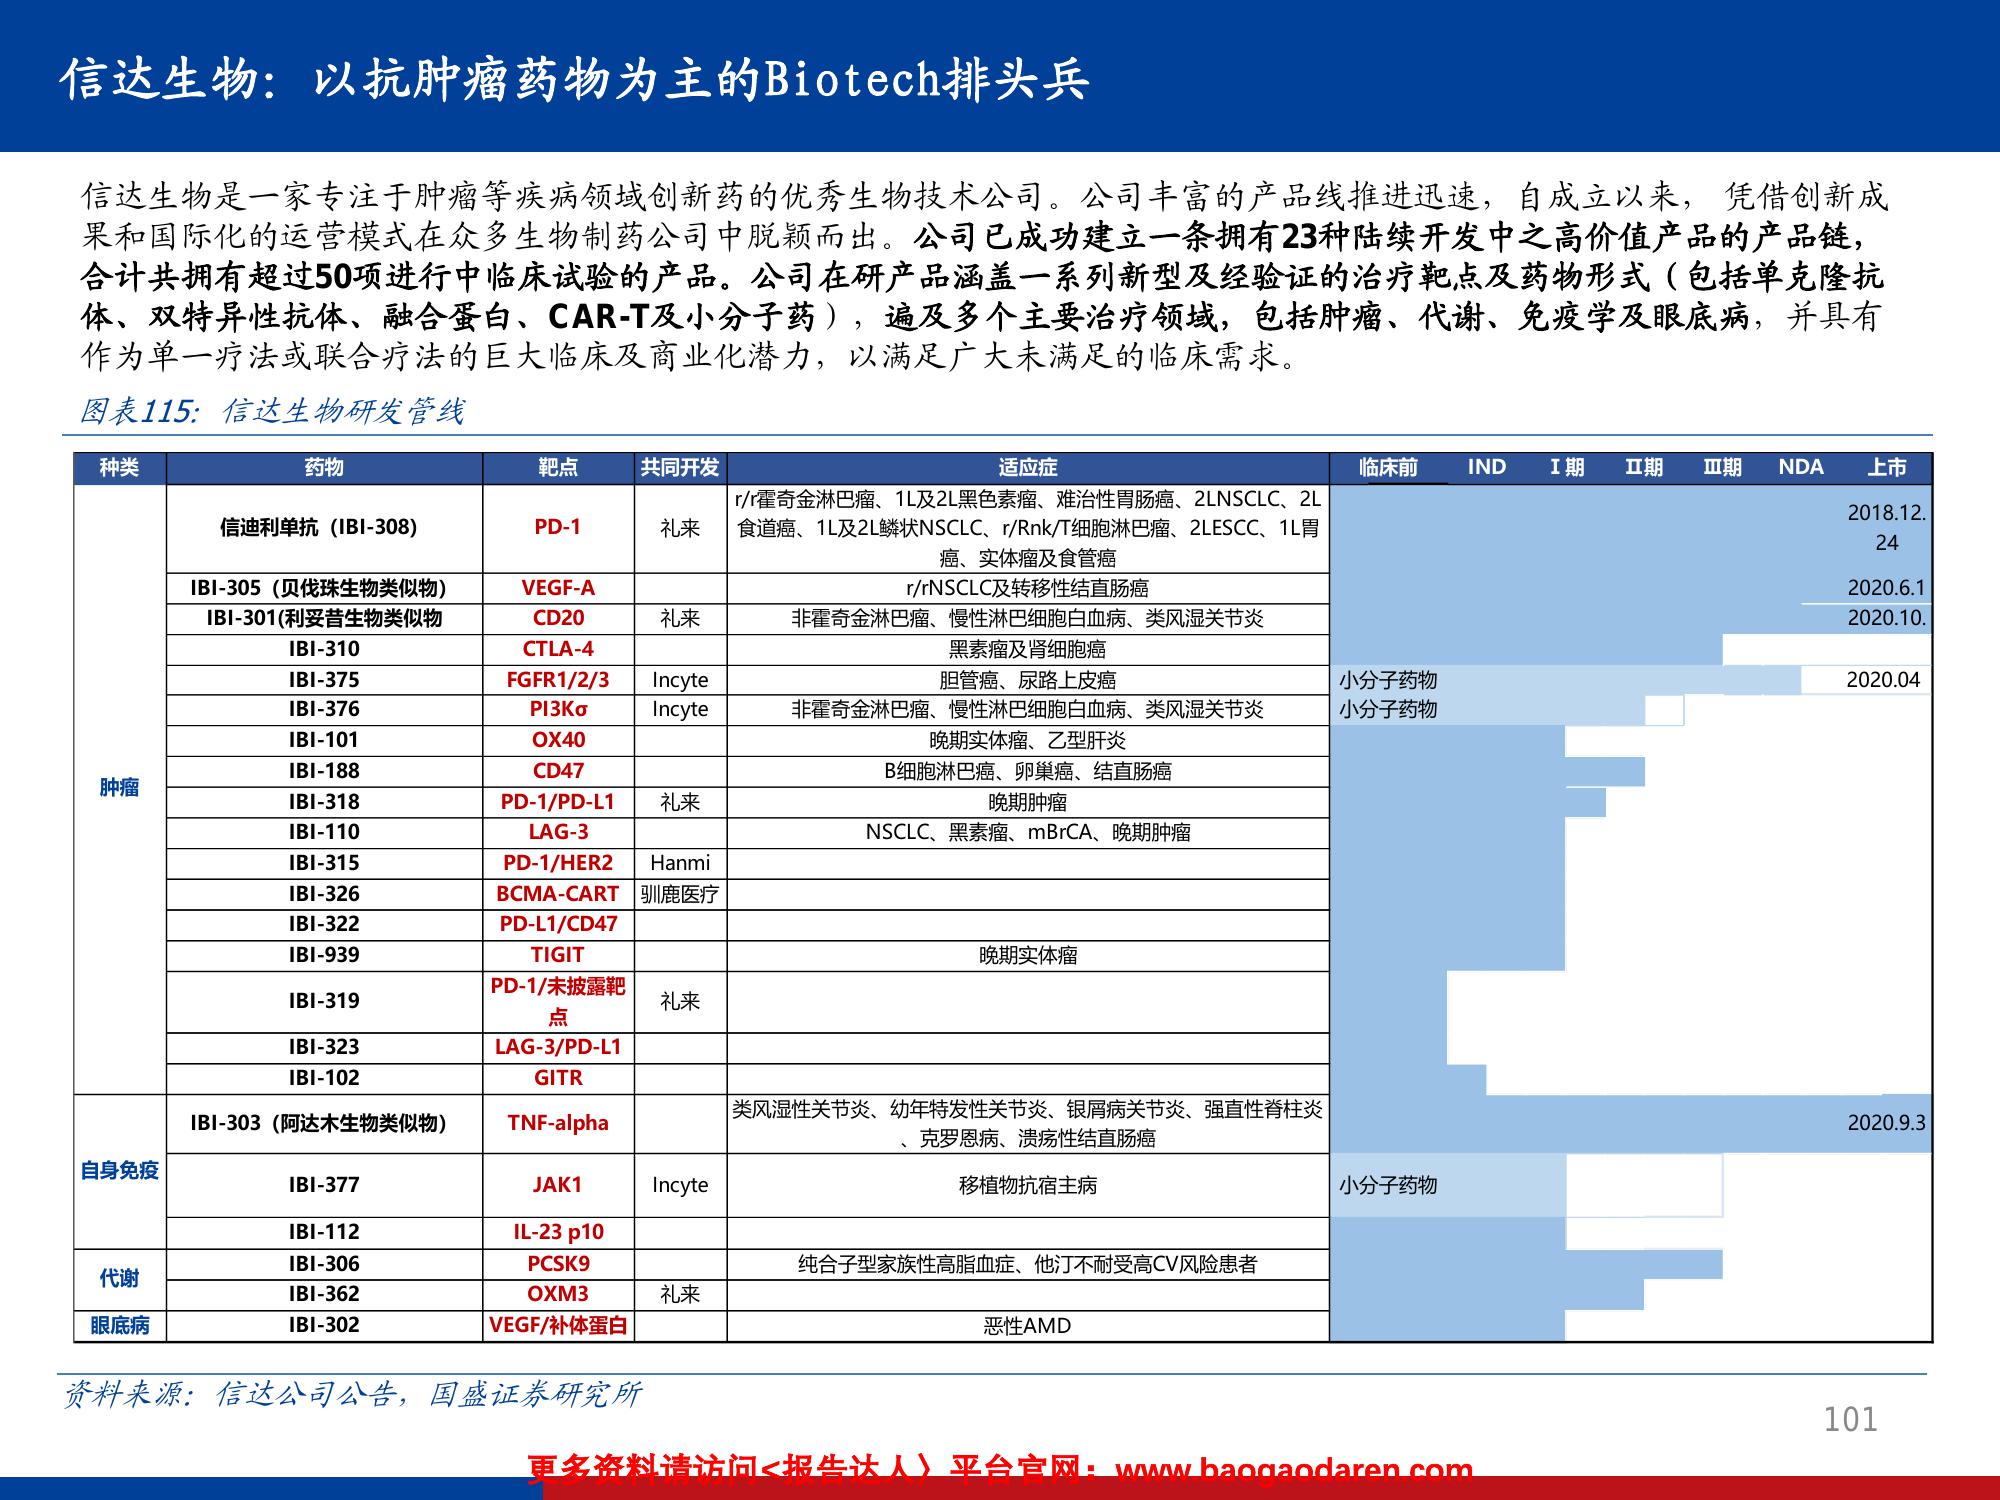 信达生物：以抗肿瘤药物为主的Biotech排头兵
信达生物是一家专注于肿瘤等疾病领域创新药的优秀生物技术公司。公司丰富的产品线推进迅速，自成立以来， 凭借创新成
果和国际化的运营模式在众多生物制药公司中脱颖而出。公司已成功建立一条拥有23种陆续开发中之高价值产品的产品链，
合计共拥有超过50项进行中临床试验的产品。公司在研产品涵盖一系列新型及经验证的治疗靶点及药物形式（包括单克隆抗
体、双特异性抗体、融合蛋白、CAR-T及小分子药），遍及多个主要治疗领域，包括肿瘤、代谢、免疫学及眼底病，并具有
作为单一疗法或联合疗法的巨大临床及商业化潜力，以满足广大未满足的临床需求。
图表115：信达生物研发管线
种类 药物 靶点 共同开发 适应症 临床前 IND Ⅰ期 Ⅱ期 Ⅲ期 NDA 上市
肿瘤
信迪利单抗（IBI-308） PD-1 礼来
r/r霍奇金淋巴瘤、1L及2L黑色素瘤、难治性胃肠癌、2LNSCLC、2L
食道癌、1L及2L鳞状NSCLC、r/Rnk/T细胞淋巴瘤、2LESCC、1L胃
癌、实体瘤及食管癌
2018.12.
24
IBI-305（贝伐珠生物类似物） VEGF-A r/rNSCLC及转移性结直肠癌 2020.6.1
IBI-301(利妥昔生物类似物 CD20 礼来 非霍奇金淋巴瘤、慢性淋巴细胞白血病、类风湿关节炎 2020.10.
IBI-310 CTLA-4 黑素瘤及肾细胞癌
IBI-375 FGFR1/2/3 Incyte 胆管癌、尿路上皮癌 小分子药物 2020.04
IBI-376 PI3Kσ Incyte 非霍奇金淋巴瘤、慢性淋巴细胞白血病、类风湿关节炎 小分子药物
IBI-101 OX40 晚期实体瘤、乙型肝炎
IBI-188 CD47 B细胞淋巴癌、卵巢癌、结直肠癌
IBI-318 PD-1/PD-L1 礼来 晚期肿瘤
IBI-110 LAG-3 NSCLC、黑素瘤、mBrCA、晚期肿瘤
IBI-315 PD-1/HER2 Hanmi
IBI-326 BCMA-CART 驯鹿医疗
IBI-322 PD-L1/CD47
IBI-939 TIGIT 晚期实体瘤
IBI-319 PD-1/未披露靶
点 礼来
IBI-323 LAG-3/PD-L1
IBI-102 GITR
自身免疫
IBI-303（阿达木生物类似物） TNF-alpha
类风湿性关节炎、幼年特发性关节炎、银屑病关节炎、强直性脊柱炎
、克罗恩病、溃疡性结直肠癌
2020.9.3
IBI-377 JAK1 Incyte 移植物抗宿主病 小分子药物
IBI-112 IL-23 p10
代谢
IBI-306 PCSK9 纯合子型家族性高脂血症、他汀不耐受高CV风险患者
IBI-362 OXM3 礼来
眼底病 IBI-302 VEGF/补体蛋白 恶性AMD
资料来源：信达公司公告，国盛证券研究所
101
更多资料请访问<报告达人〉平台官网：www.baogaodaren.com